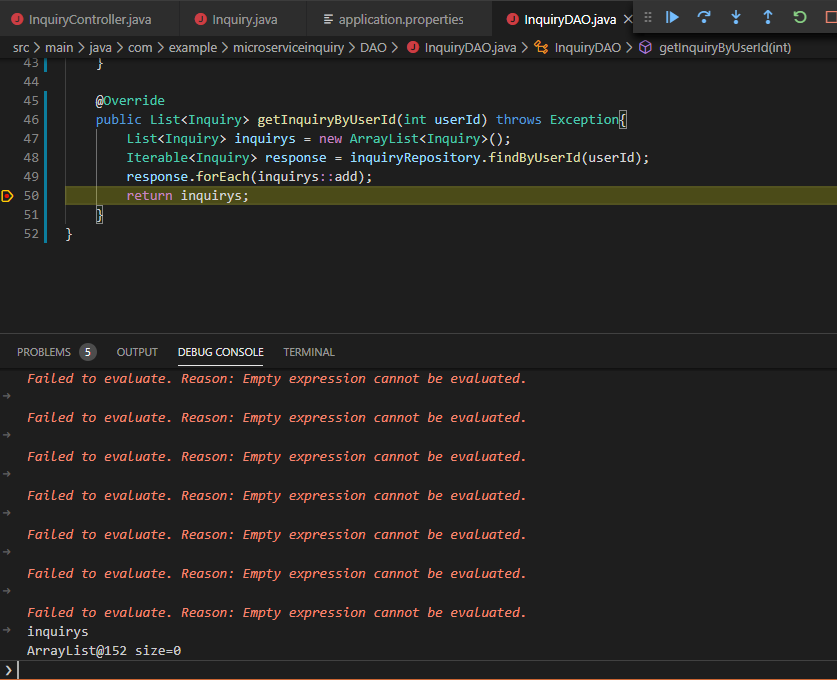 InquiryController.java
Inquiry.java
application.properties
InquiryDAO.java
src > main > java > com > example > microserviceinquiry > DAO > InquiryDAO.java > InquiryDAO > getInquiryByUserId(int)
43 }
44
45 @Override
46 public List<Inquiry> getInquiryByUserId(int userId) throws Exception{
47 List<Inquiry> inquirys = new ArrayList<Inquiry>();
48 Iterable<Inquiry> response = inquiryRepository.findByUserId(userId);
49 response.forEach(inquirys::add);
50 return inquirys;
51 }
52 }
PROBLEMS 5 OUTPUT DEBUG CONSOLE TERMINAL
Failed to evaluate. Reason: Empty expression cannot be evaluated.
Failed to evaluate. Reason: Empty expression cannot be evaluated.
Failed to evaluate. Reason: Empty expression cannot be evaluated.
Failed to evaluate. Reason: Empty expression cannot be evaluated.
Failed to evaluate. Reason: Empty expression cannot be evaluated.
Failed to evaluate. Reason: Empty expression cannot be evaluated.
Failed to evaluate. Reason: Empty expression cannot be evaluated.
inquirys
ArrayList@152 size=0